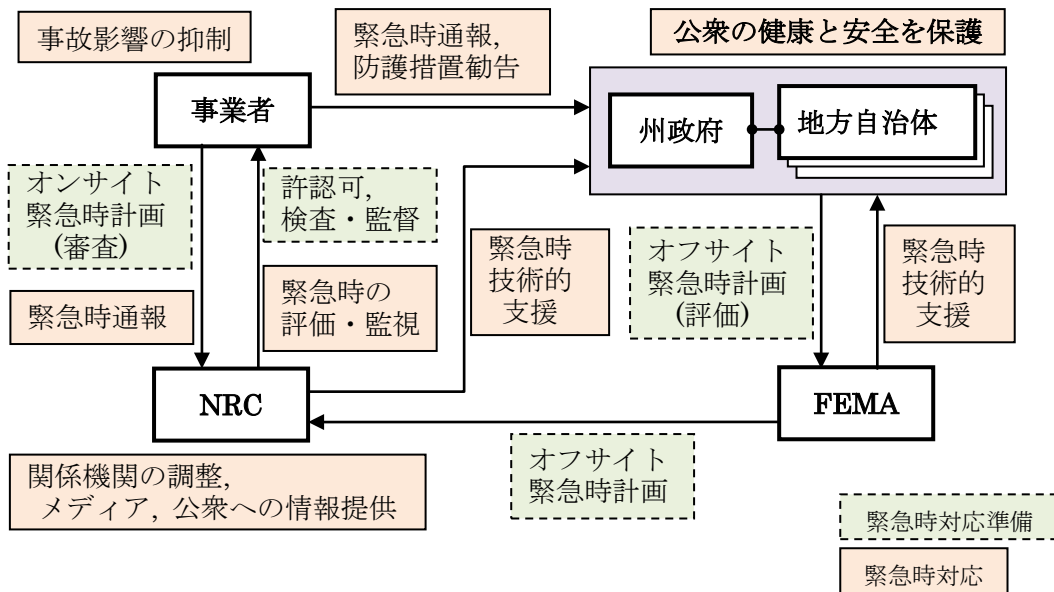 事故影響の抑制
緊急時通報,
防護措置勧告
公衆の健康と安全を保護
事業者
州政府
地方自治体
オンサイト
緊急時計画
(審査)
許認可,
検査・監督
緊急時通報
緊急時の
評価・監視
緊急時
技術的
支援
オフサイト
緊急時計画
(評価)
緊急時
技術的
支援
NRC
FEMA
オフサイト
緊急時計画
関係機関の調整,
メディア, 公衆への情報提供
緊急時対応準備
緊急時対応